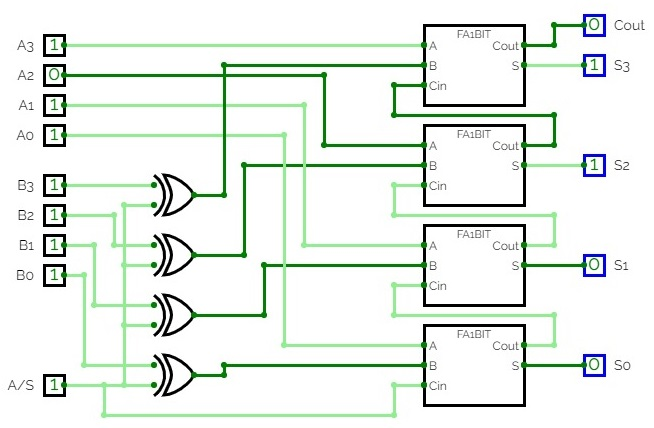 Cout
0
FA1BIT
A3 1
A Cout
B S
1 S3
A2 0
Cin
A1 1
FA1BIT
A0 1
A Cout
B S
1 S2
B3 1
Cin
B2 1
FA1BIT
B1 1
A Cout
B S
0 S1
B0 1
Cin
FA1BIT
A Cout
B S
0 S0
A/S 1
Cin